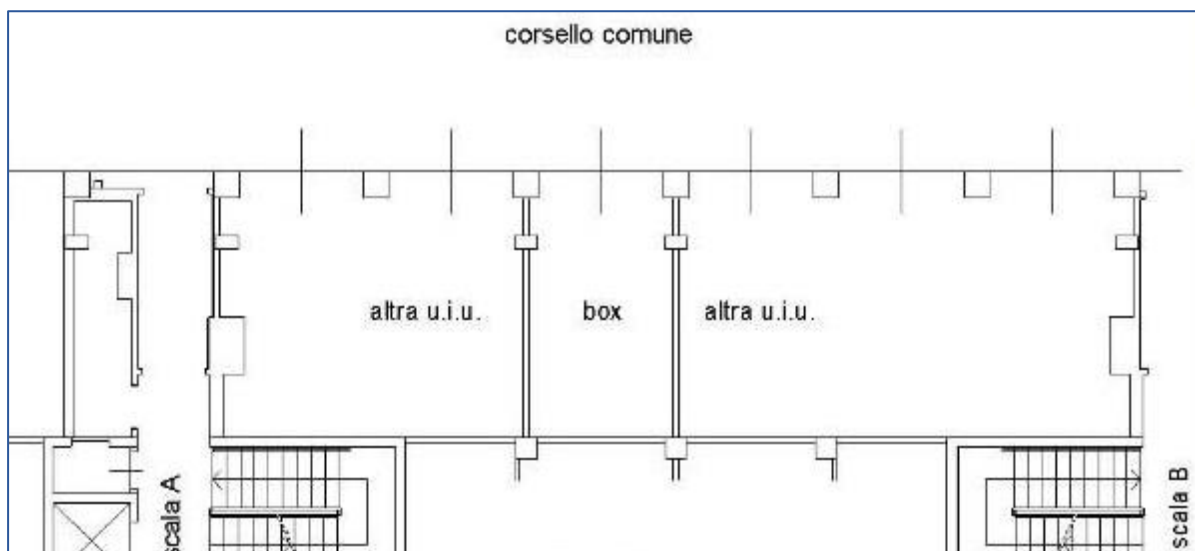 corsello comune
altra u.i.u.
box
altra u.i.u.
scala A
scala B